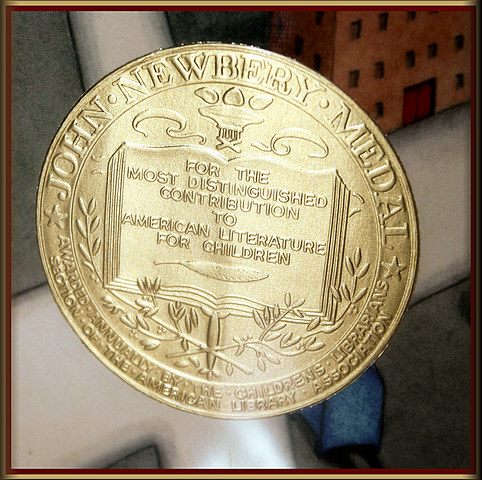 JOHN · NEWBERY · MEDAL
FOR THE
MOST DISTINGUISHED
CONTRIBUTION
TO
AMERICAN LITERATURE
FOR CHILDREN
AWARDED · ANNUALLY · BY · THE · CHILDREN'S · LIBRARIANS
SECTION · OF · THE · AMERICAN · LIBRARY · ASSOCIATION